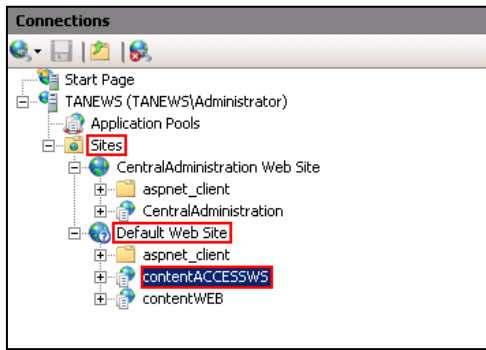 Connections
Start Page
TANEWS (TANEWS\Administrator)
Application Pools
Sites
CentralAdministration Web Site
aspnet_client
CentralAdministration
Default Web Site
aspnet_client
contentACCESSWS
contentWEB